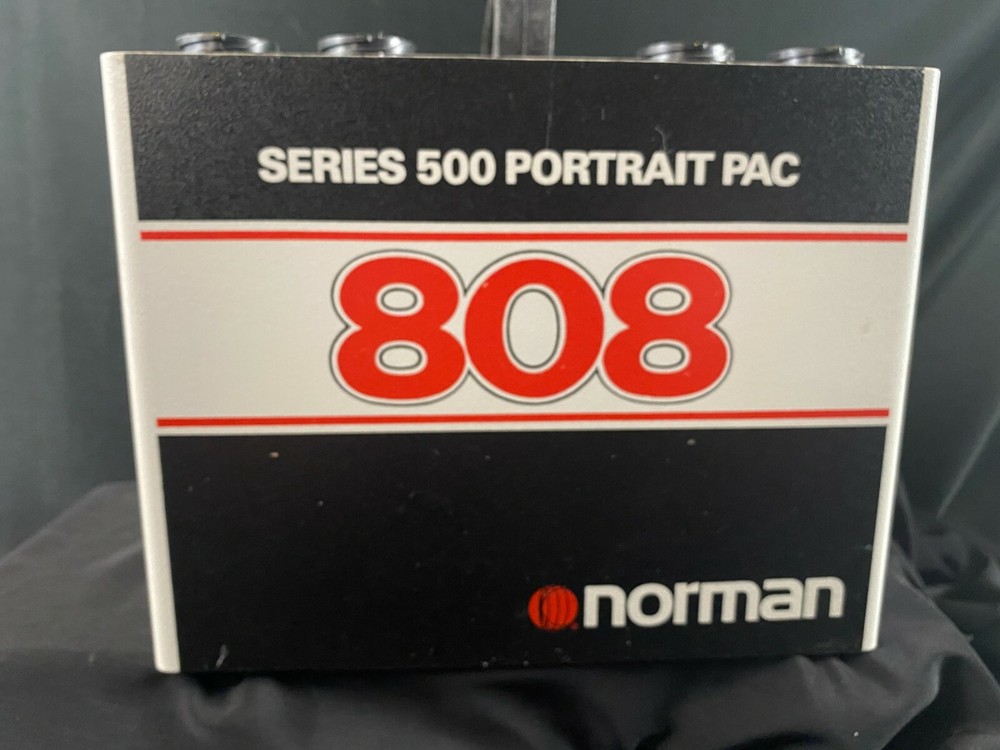 SERIES 500 PORTRAIT PAC
808
norman